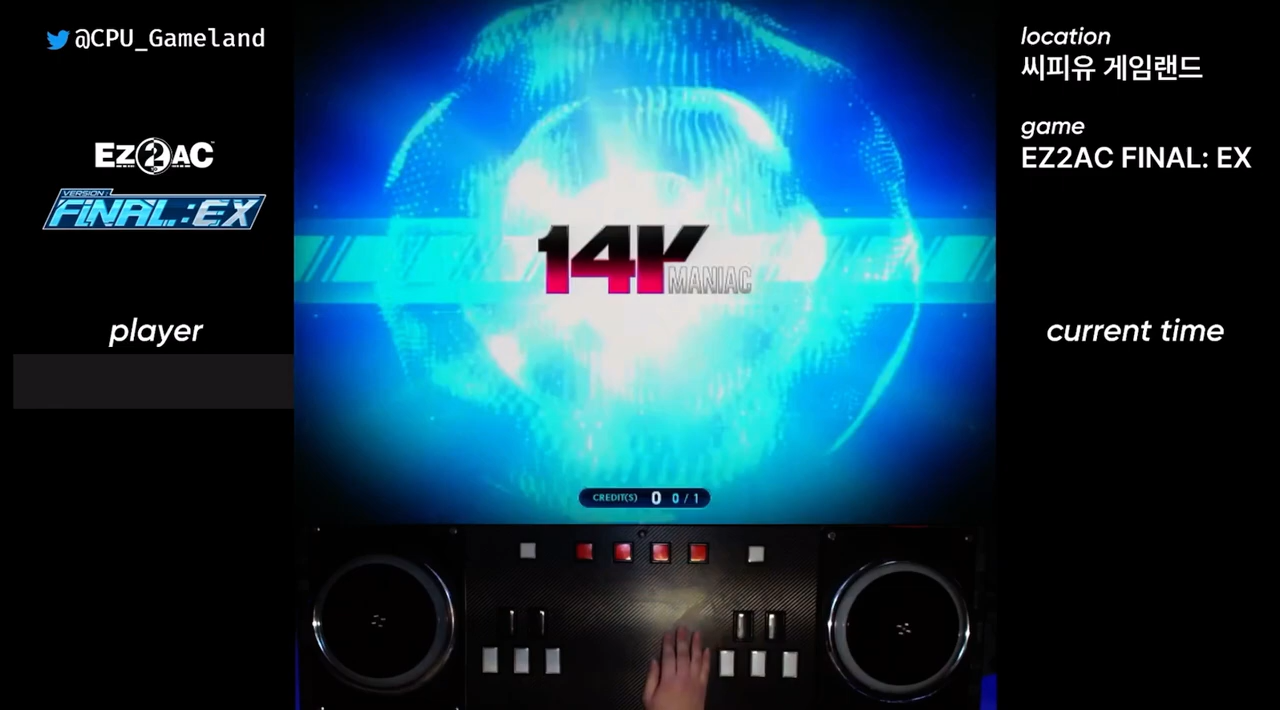 @CPU_Gameland
EZ2AC
VERSION:
FINAL:EX
player
14K
MANIAC
CREDIT(S) 0 0/1
location
씨피유 게임랜드
game
EZ2AC FINAL: EX
current time